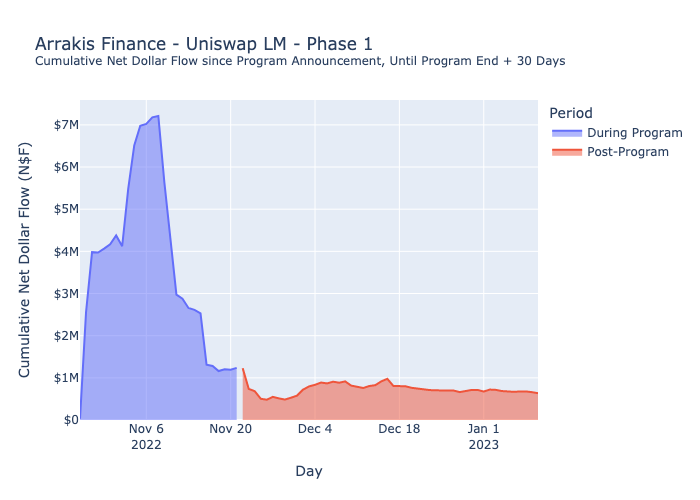 Arrakis Finance - Uniswap LM - Phase 1
Cumulative Net Dollar Flow since Program Announcement, Until Program End + 30 Days
Period
During Program
Post-Program
Cumulative Net Dollar Flow (N$F)
$7M
$6M
$5M
$4M
$3M
$2M
$1M
$0
Nov 6
2022
Nov 20
Dec 4
Dec 18
Jan 1
2023
Day